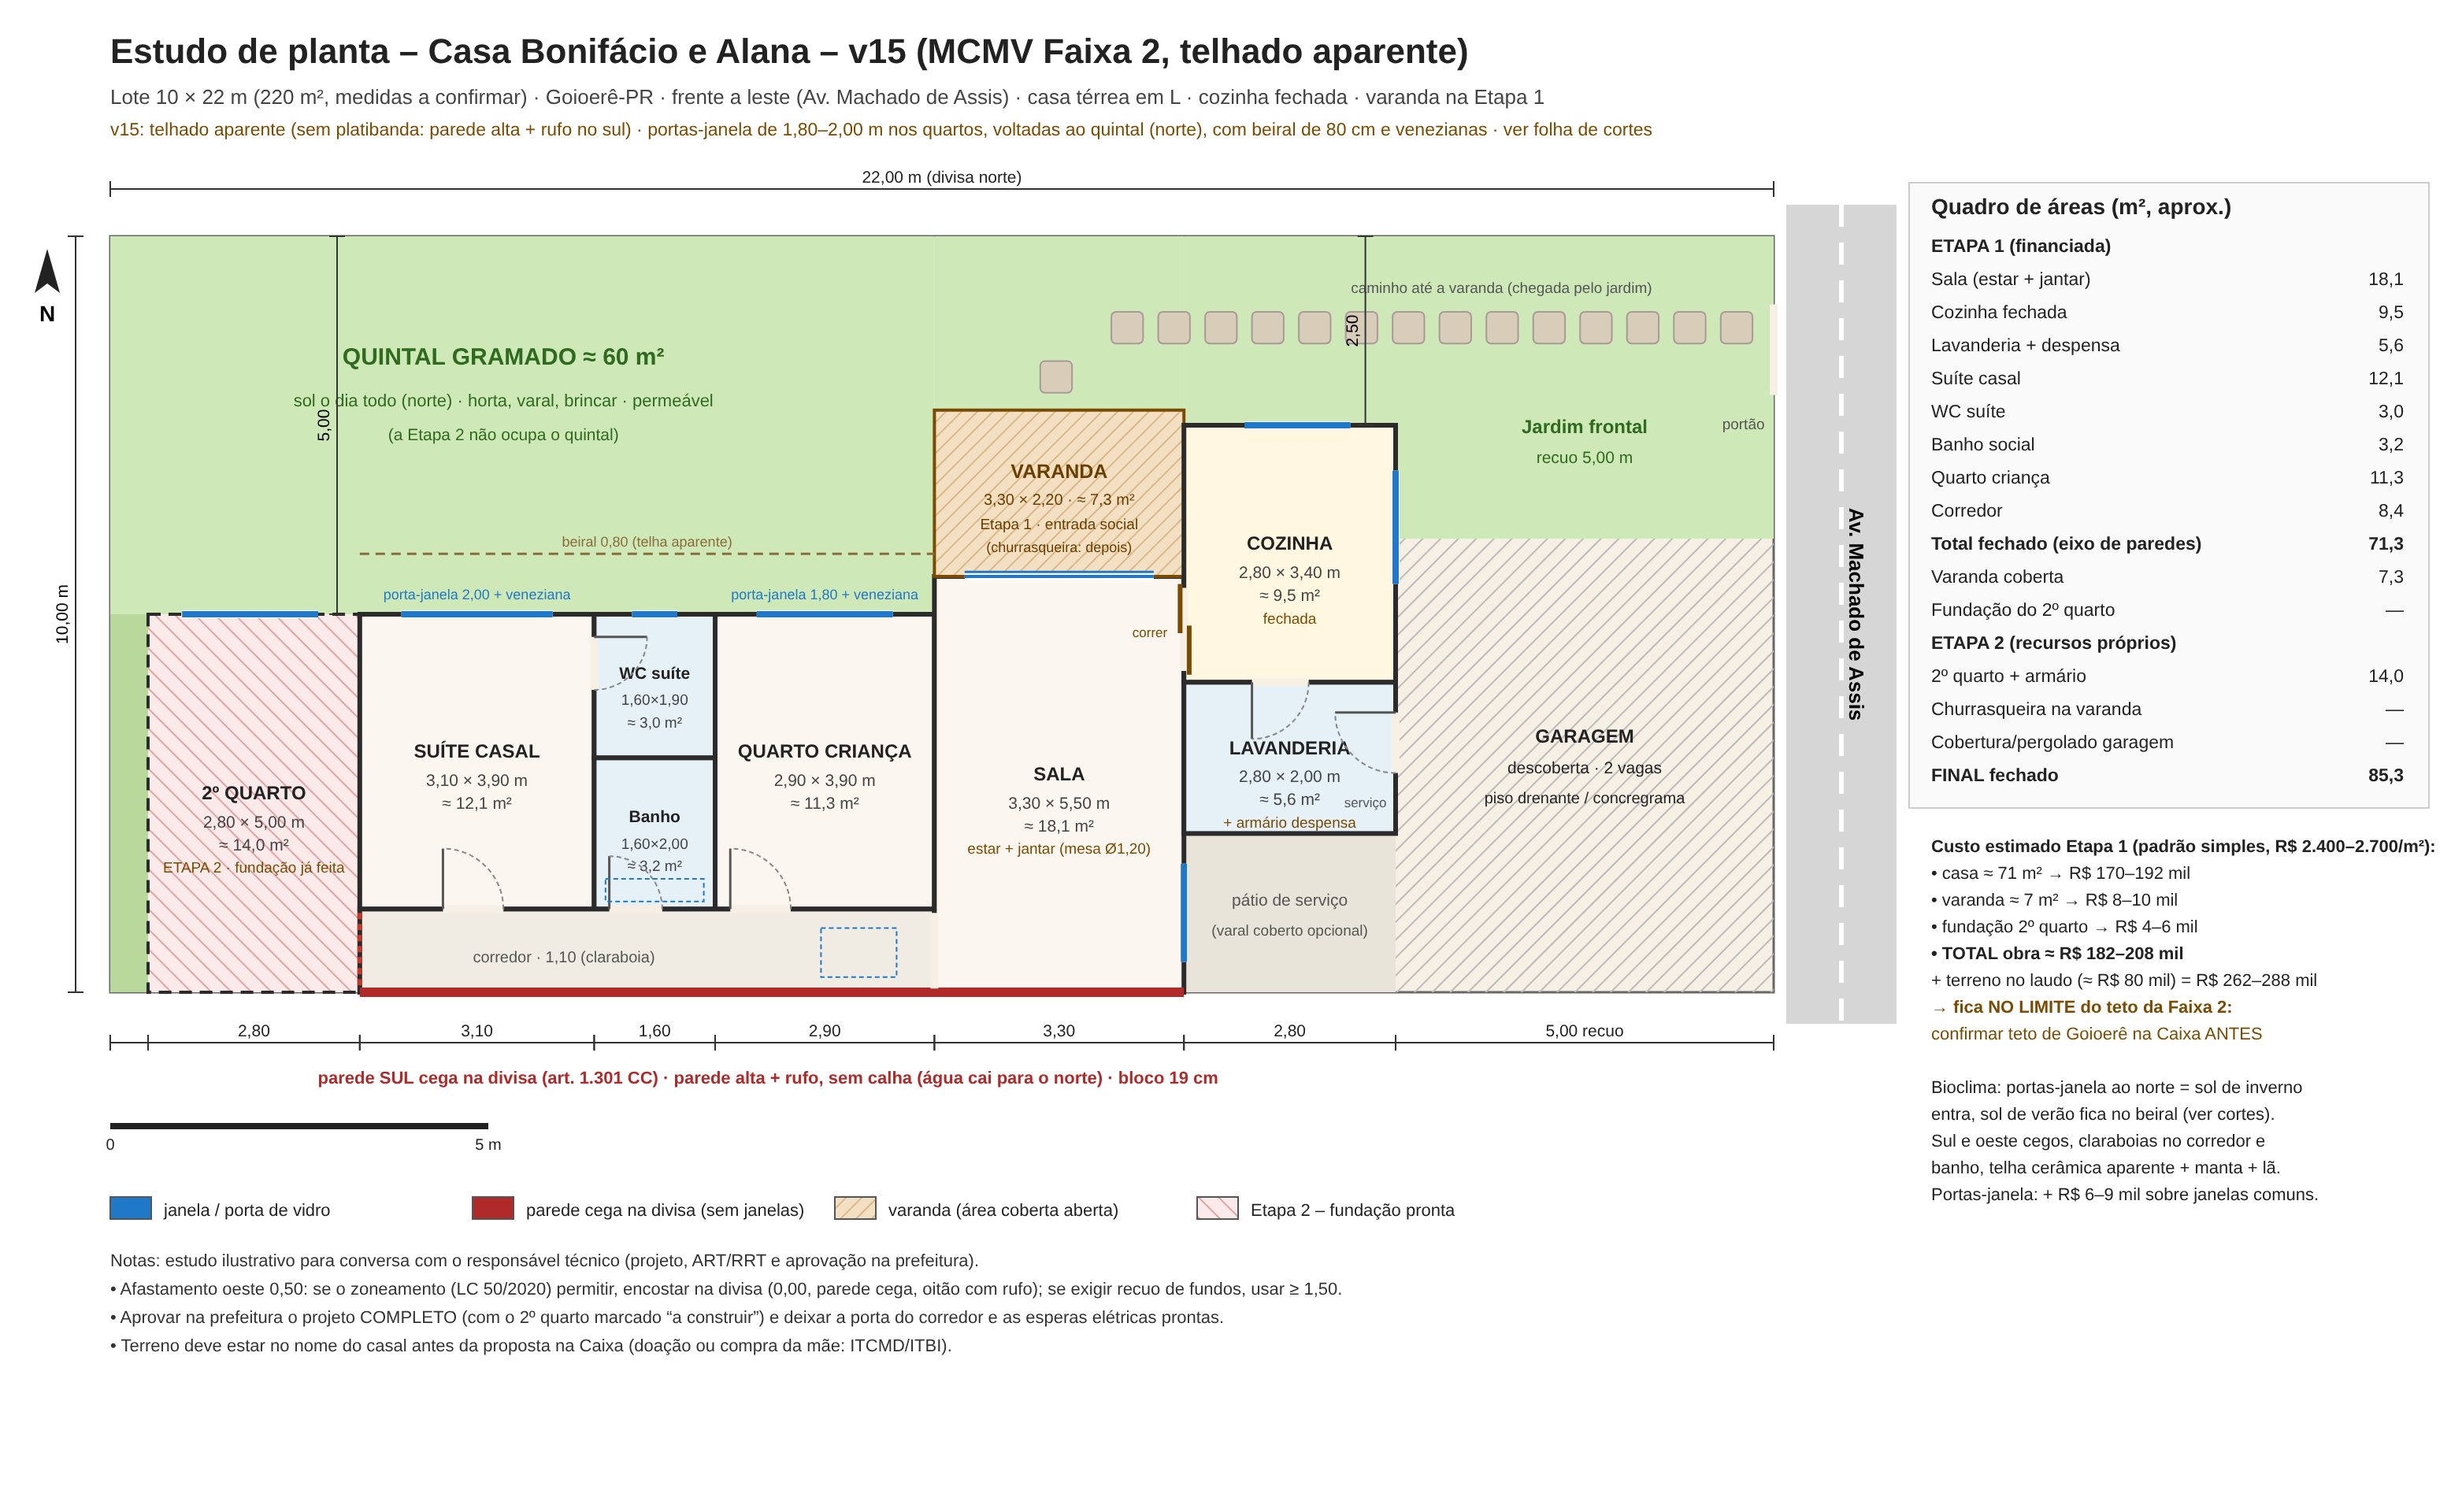 Estudo de planta – Casa Bonifácio e Alana – v15 (MCMV Faixa 2, telhado aparente)
Lote 10 × 22 m (220 m², medidas a confirmar) · Goioerê-PR · frente a leste (Av. Machado de Assis) · casa térrea em L · cozinha fechada · varanda na Etapa 1
v15: telhado aparente (sem platibanda: parede alta + rufo no sul) · portas-janela de 1,80–2,00 m nos quartos, voltadas ao quintal (norte), com beiral de 80 cm e venezianas · ver folha de cortes
22,00 m (divisa norte)
N
10,00 m
5,00
2,50
caminho até a varanda (chegada pelo jardim)
QUINTAL GRAMADO ≈ 60 m²
sol o dia todo (norte) · horta, varal, brincar · permeável
(a Etapa 2 não ocupa o quintal)
Jardim frontal
recuo 5,00 m
portão
VARANDA
3,30 × 2,20 · ≈ 7,3 m²
Etapa 1 · entrada social
(churrasqueira: depois)
beiral 0,80 (telha aparente)
COZINHA
2,80 × 3,40 m
≈ 9,5 m²
fechada
porta-janela 2,00 + veneziana
porta-janela 1,80 + veneziana
correr
WC suíte
1,60×1,90
≈ 3,0 m²
SUÍTE CASAL
3,10 × 3,90 m
≈ 12,1 m²
QUARTO CRIANÇA
2,90 × 3,90 m
≈ 11,3 m²
2º QUARTO
2,80 × 5,00 m
≈ 14,0 m²
ETAPA 2 · fundação já feita
Banho
1,60×2,00
≈ 3,2 m²
SALA
3,30 × 5,50 m
≈ 18,1 m²
estar + jantar (mesa Ø1,20)
LAVANDERIA
2,80 × 2,00 m
≈ 5,6 m²
serviço
+ armário despensa
GARAGEM
descoberta · 2 vagas
piso drenante / concregrama
pátio de serviço
(varal coberto opcional)
corredor · 1,10 (claraboia)
Av. Machado de Assis
2,80
3,10
1,60
2,90
3,30
2,80
5,00 recuo
parede SUL cega na divisa (art. 1.301 CC) · parede alta + rufo, sem calha (água cai para o norte) · bloco 19 cm
0
5 m
janela / porta de vidro
parede cega na divisa (sem janelas)
varanda (área coberta aberta)
Etapa 2 – fundação pronta
Notas: estudo ilustrativo para conversa com o responsável técnico (projeto, ART/RRT e aprovação na prefeitura).
• Afastamento oeste 0,50: se o zoneamento (LC 50/2020) permitir, encostar na divisa (0,00, parede cega, oitão com rufo); se exigir recuo de fundos, usar ≥ 1,50.
• Aprovar na prefeitura o projeto COMPLETO (com o 2º quarto marcado “a construir”) e deixar a porta do corredor e as esperas elétricas prontas.
• Terreno deve estar no nome do casal antes da proposta na Caixa (doação ou compra da mãe: ITCMD/ITBI).
Quadro de áreas (m², aprox.)
ETAPA 1 (financiada)
Sala (estar + jantar) 18,1
Cozinha fechada 9,5
Lavanderia + despensa 5,6
Suíte casal 12,1
WC suíte 3,0
Banho social 3,2
Quarto criança 11,3
Corredor 8,4
Total fechado (eixo de paredes) 71,3
Varanda coberta 7,3
Fundação do 2º quarto —
ETAPA 2 (recursos próprios)
2º quarto + armário 14,0
Churrasqueira na varanda —
Cobertura/pergolado garagem —
FINAL fechado 85,3
Custo estimado Etapa 1 (padrão simples, R$ 2.400–2.700/m²):
• casa ≈ 71 m² → R$ 170–192 mil
• varanda ≈ 7 m² → R$ 8–10 mil
• fundação 2º quarto → R$ 4–6 mil
• TOTAL obra ≈ R$ 182–208 mil
+ terreno no laudo (≈ R$ 80 mil) = R$ 262–288 mil
→ fica NO LIMITE do teto da Faixa 2:
confirmar teto de Goioerê na Caixa ANTES
Bioclima: portas-janela ao norte = sol de inverno
entra, sol de verão fica no beiral (ver cortes).
Sul e oeste cegos, claraboias no corredor e
banho, telha cerâmica aparente + manta + lã.
Portas-janela: + R$ 6–9 mil sobre janelas comuns.